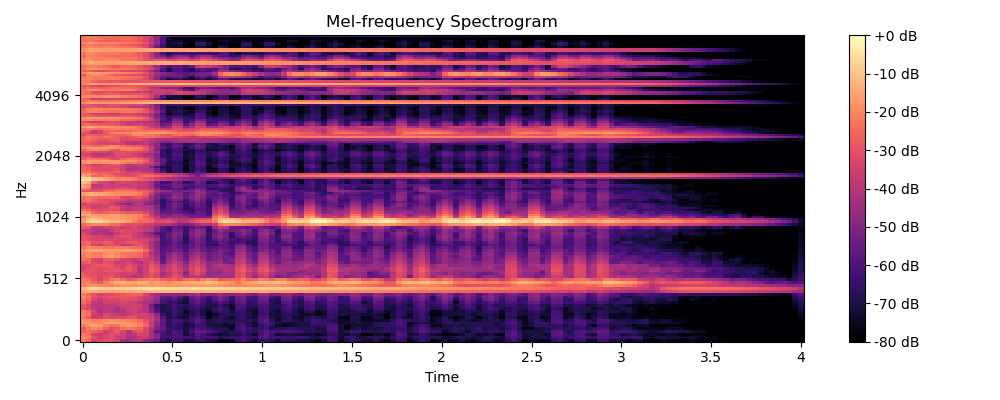 Mel-frequency Spectrogram
Hz
4096
2048
1024
512
0
0
0.5
1
1.5
2
2.5
3
3.5
4
Time
+0 dB
-10 dB
-20 dB
-30 dB
-40 dB
-50 dB
-60 dB
-70 dB
-80 dB